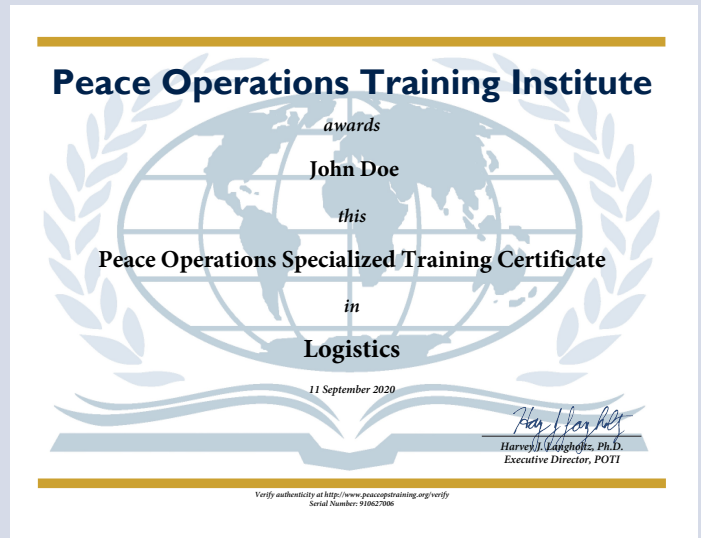 Peace Operations Training Institute
awards
John Doe
this
Peace Operations Specialized Training Certificate
in
Logistics
11 September 2020
Harvey J. Langholtz, Ph.D.
Executive Director, POTI
Verify authenticity at http://www.peaceopstraining.org/verify
Serial Number: 910627006